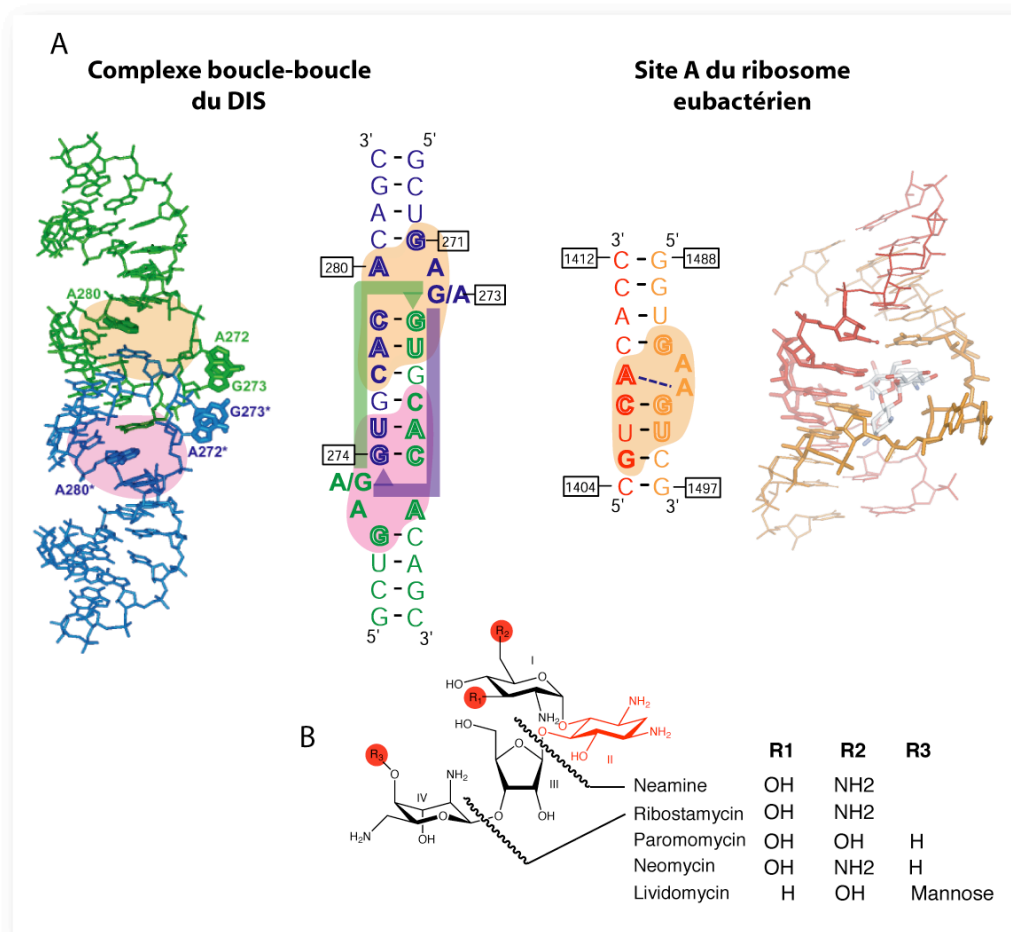 A
Complexe boucle-boucle
du DIS
Site A du ribosome
eubactérien
A280
A272
G273
G273*
A272*
A280*
3' 5'
C - G
G - C
A - U
C - G 271
280 A A
G/A 273
C - G
A - U
C - G
G - C
U - A
274 G - C
A/G
A A
G - C
U - A
C - G
G - C
5' 3'
3' 5'
1412 C - G 1488
C - G
A - U
C - G
A
A A
C - G
U U
G - C
1404 C - G 1497
5' 3'
B
R2
I
HO
O
R1
NH2
O
NH2
O
NH2
HO
II
HO
R3
O
O
III
NH2
IV
O
OH
O
H2N
OH
R1 R2 R3
Neamine OH NH2
Ribostamycin OH NH2
Paromomycin OH OH H
Neomycin OH NH2 H
Lividomycin H OH Mannose